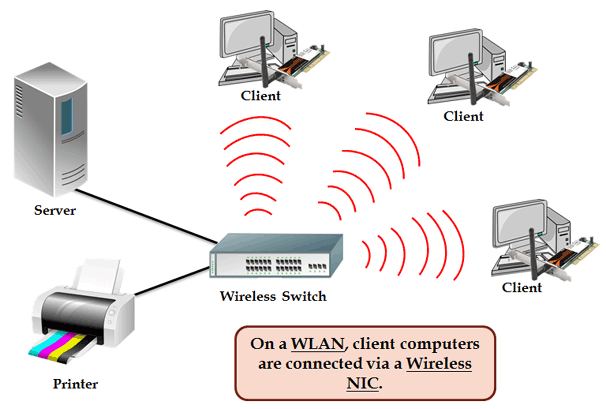 Client
Client
Server
Client
Wireless Switch
Printer
On a WLAN, client computers
are connected via a Wireless
NIC.